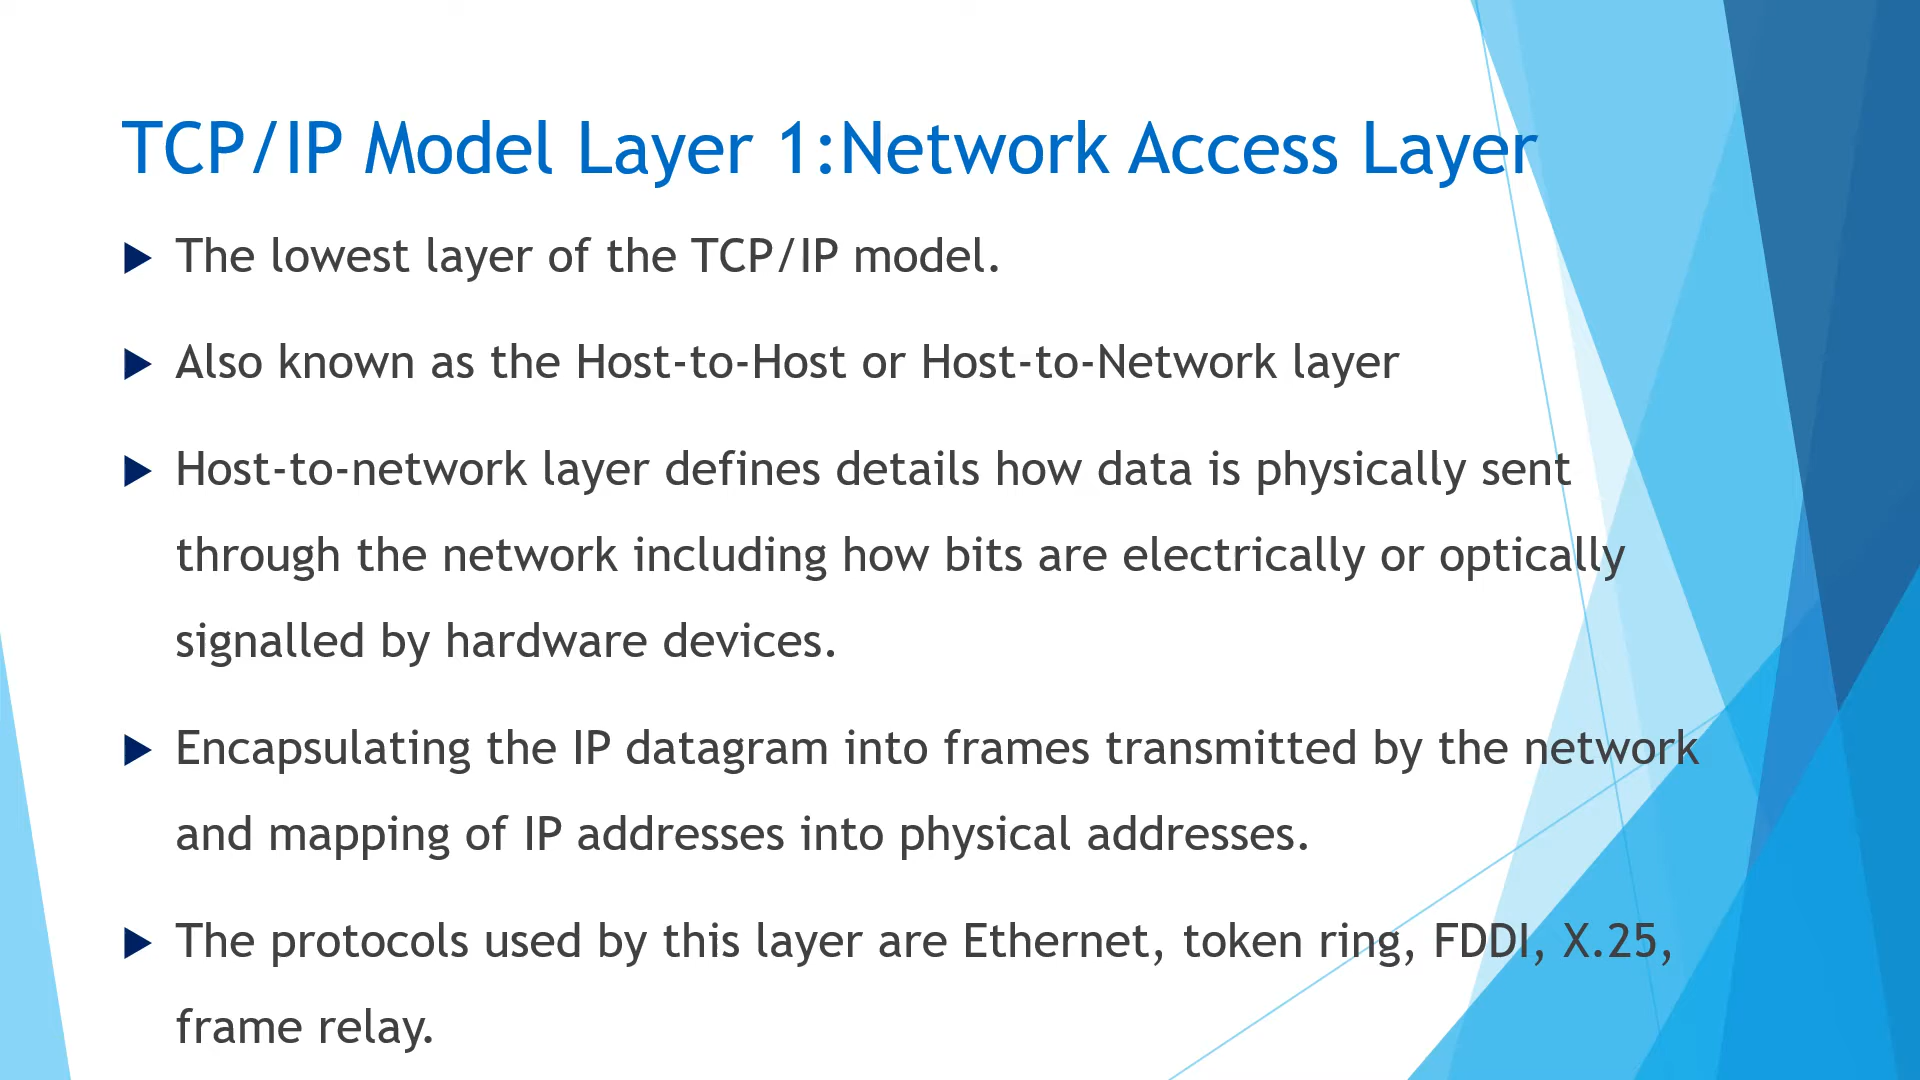 TCP/IP Model Layer 1:Network Access Layer
The lowest layer of the TCP/IP model.
Also known as the Host-to-Host or Host-to-Network layer
Host-to-network layer defines details how data is physically sent
through the network including how bits are electrically or optically
signalled by hardware devices.
Encapsulating the IP datagram into frames transmitted by the network
and mapping of IP addresses into physical addresses.
The protocols used by this layer are Ethernet, token ring, FDDI, X.25,
frame relay.